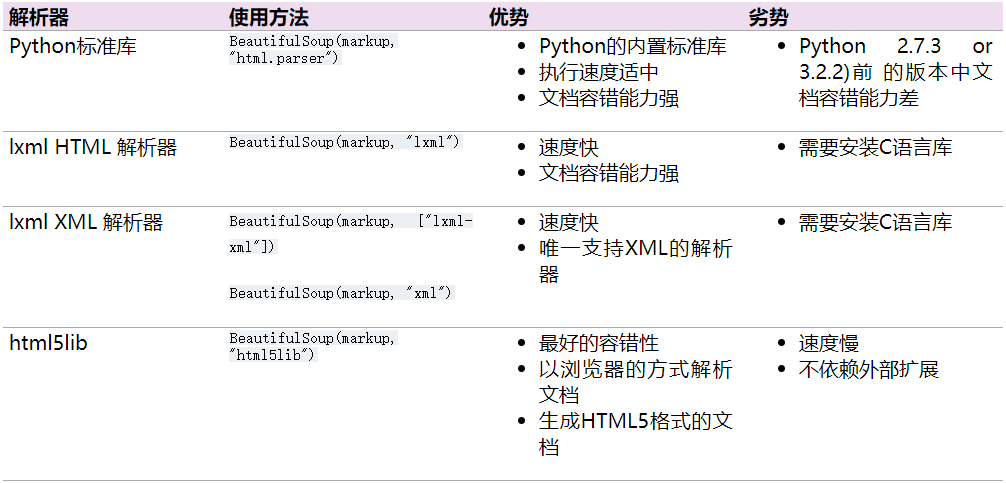 解析器 使用方法 优势 劣势
Python标准库
BeautifulSoup(markup,
"html.parser")
Python的内置标准库
执行速度适中
文档容错能力强
Python 2.7.3 or
3.2.2)前 的版本中文
档容错能力差
lxml HTML 解析器
BeautifulSoup(markup, "lxml")
速度快
文档容错能力强
需要安装C语言库
lxml XML 解析器
BeautifulSoup(markup, ["lxml-
xml"])
BeautifulSoup(markup, "xml")
速度快
唯一支持XML的解析
器
需要安装C语言库
html5lib
BeautifulSoup(markup,
"html5lib")
最好的容错性
以浏览器的方式解析
文档
生成HTML5格式的文
档
速度慢
不依赖外部扩展